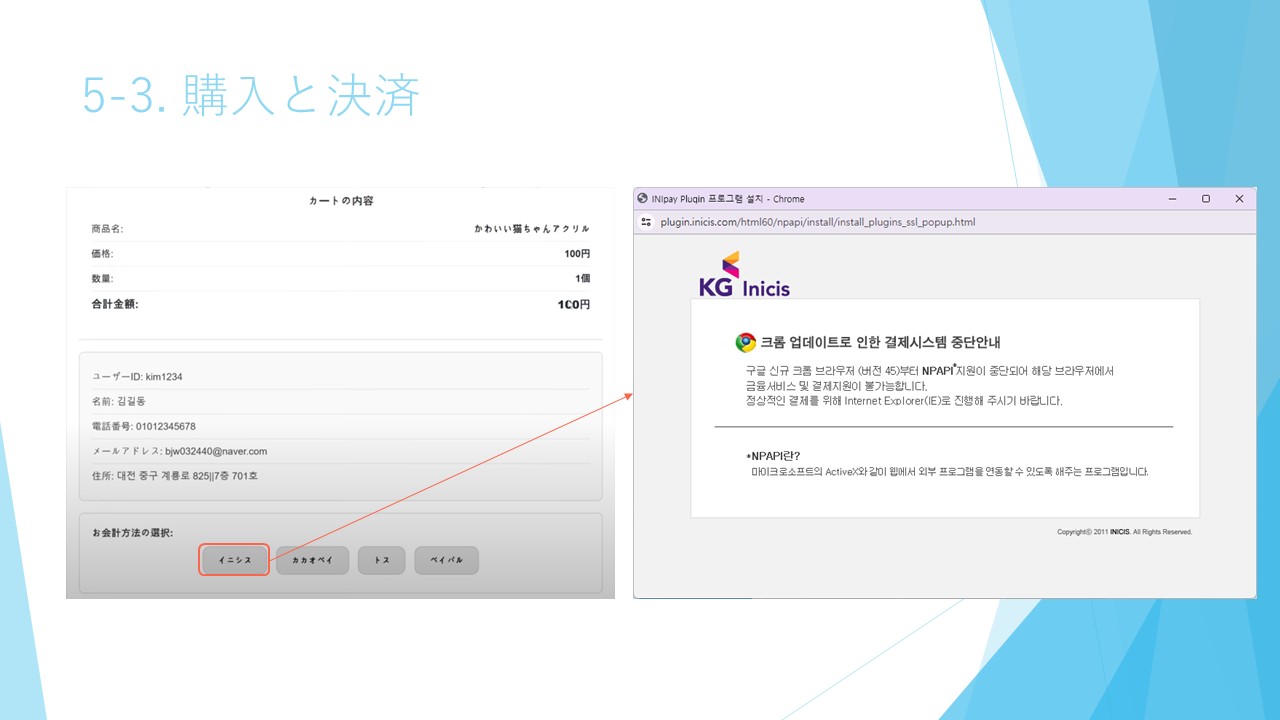 5-3. 購入と決済
カートの内容
商品名: かわいい猫ちゃんアクリル
価格: 100円
数量: 1個
合計金額: 100円
ユーザーID: kim1234
名前: 김길동
電話番号: 01012345678
メールアドレス: bjw032440@naver.com
住所: 대전 중구 계룡로 825||7층 701호
お会計方法の選択:
イニシス カカオペイ トス ペイパル
INIpay Plugin 프로그램 설치 - Chrome
plugin.inicis.com/html60/npapi/install/install_plugins_ssl_popup.html
KG Inicis
크롬 업데이트로 인한 결제시스템 중단안내
구글 신규 크롬 브라우저 (버전 45)부터 NPAPI*지원이 중단되어 해당 브라우저에서
금융서비스 및 결제지원이 불가능합니다.
정상적인 결제를 위해 Internet Explorer(IE)로 진행해 주시기 바랍니다.
*NPAPI란?
마이크로소프트의 ActiveX와 같이 웹에서 외부 프로그램을 연동할 수 있도록 해주는 프로그램입니다.
Copyrightⓒ 2011 INICIS. All Rights Reserved.